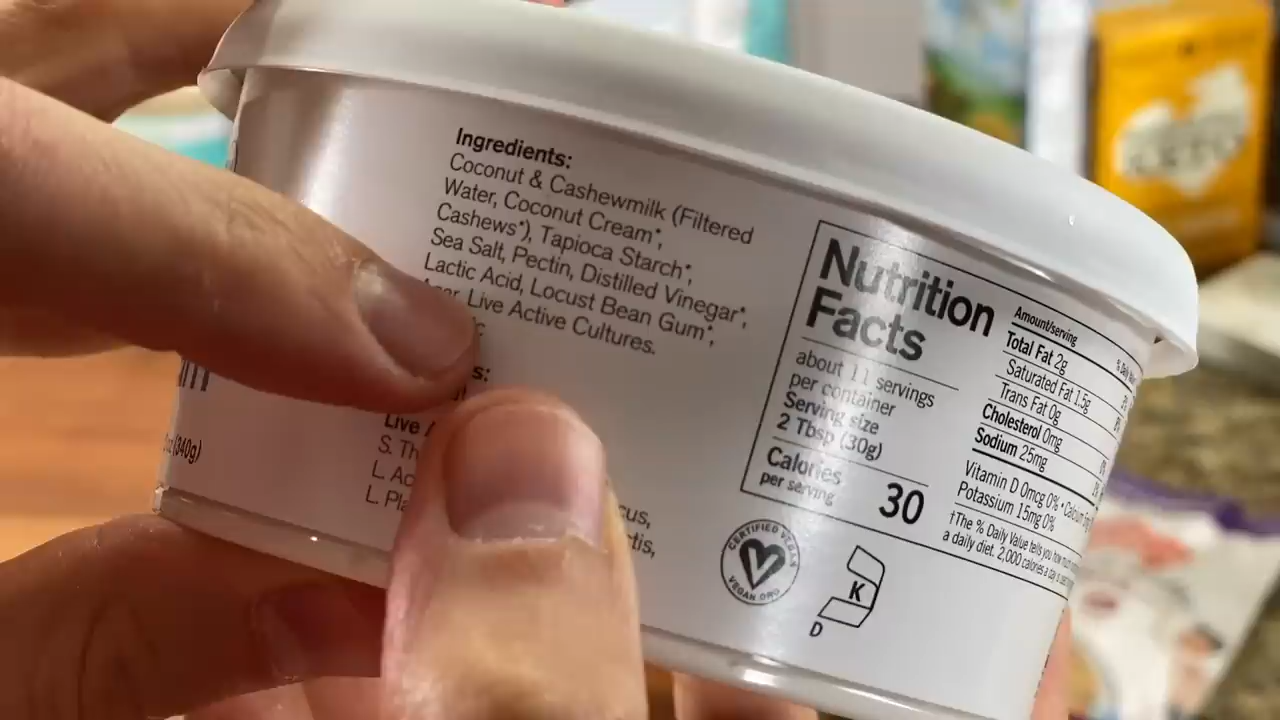 Ingredients:
Coconut & Cashewmilk (Filtered
Water, Coconut Cream*,
Cashews*), Tapioca Starch*,
Sea Salt, Pectin, Distilled Vinegar*,
Lactic Acid, Locust Bean Gum*,
Live Active Cultures.
Live
S. Th
L. Ac
L. Pla
cus,
tis,
(340g)
Nutrition
Facts
about 11 servings
per container
Serving size
2 Tbsp (30g)
Calories
per serving
30
Amount/serving
Total Fat 2g
Saturated Fat 1.5g
Trans Fat 0g
Cholesterol 0mg
Sodium 25mg
Vitamin D 0mcg 0% • Calcium
Potassium 15mg 0%
†The % Daily Value tells you how
a daily diet. 2,000 calories a day is
CERTIFIED VEGAN
VEGAN.ORG
K
D
KETO